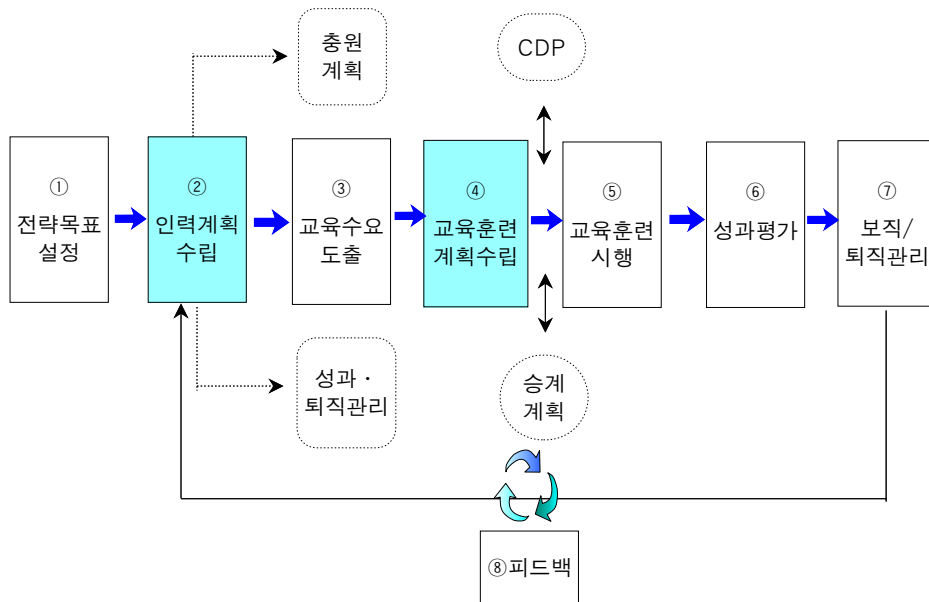 충원
계획
CDP
①
전략목표
설정
②
인력계획
수립
③
교육수요
도출
④
교육훈련
계획수립
⑤
교육훈련
시행
⑥
성과평가
⑦
보직/
퇴직관리
성과·
퇴직관리
승계
계획
⑧피드백